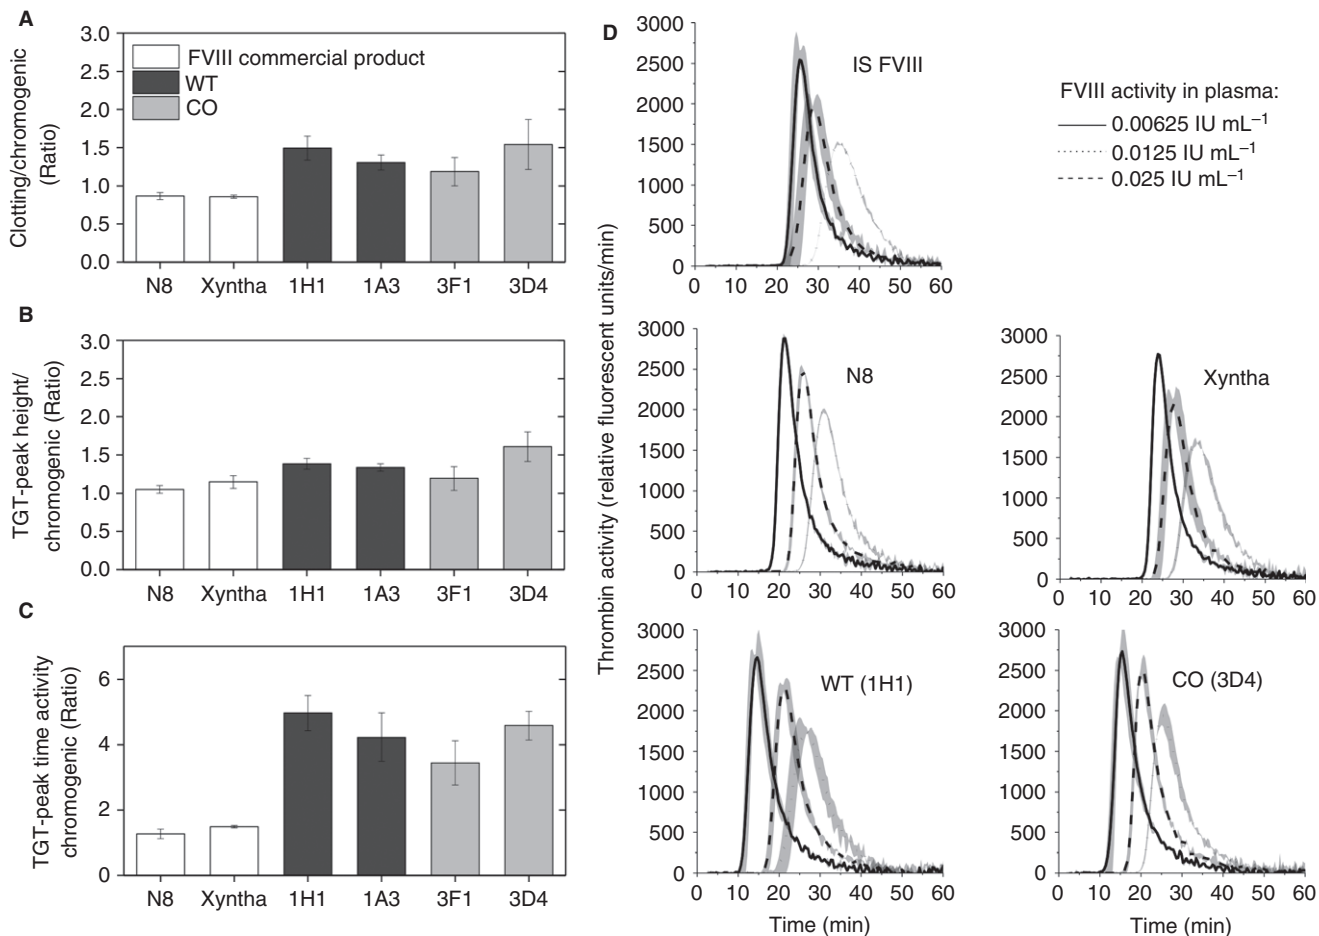 A
3.0
2.5
2.0
1.5
1.0
0.5
0.0
Clotting/chromogenic
(Ratio)
FVIII commercial product
WT
CO
N8 Xyntha 1H1 1A3 3F1 3D4
B
3.0
2.5
2.0
1.5
1.0
0.5
0.0
TGT-peak height/
chromogenic (Ratio)
N8 Xyntha 1H1 1A3 3F1 3D4
C
6
4
2
0
TGT-peak time activity
chromogenic (Ratio)
N8 Xyntha 1H1 1A3 3F1 3D4
D
Thrombin activity (relative fluorescent units/min)
3000
2500
2000
1500
1000
500
0
IS FVIII
0 10 20 30 40 50 60
FVIII activity in plasma:
0.00625 IU mL–1
0.0125 IU mL–1
0.025 IU mL–1
3000
2500
2000
1500
1000
500
0
N8
0 10 20 30 40 50 60
3000
2500
2000
1500
1000
500
0
Xyntha
0 10 20 30 40 50 60
3000
2500
2000
1500
1000
500
0
WT (1H1)
0 10 20 30 40 50 60
Time (min)
3000
2500
2000
1500
1000
500
0
CO (3D4)
0 10 20 30 40 50 60
Time (min)